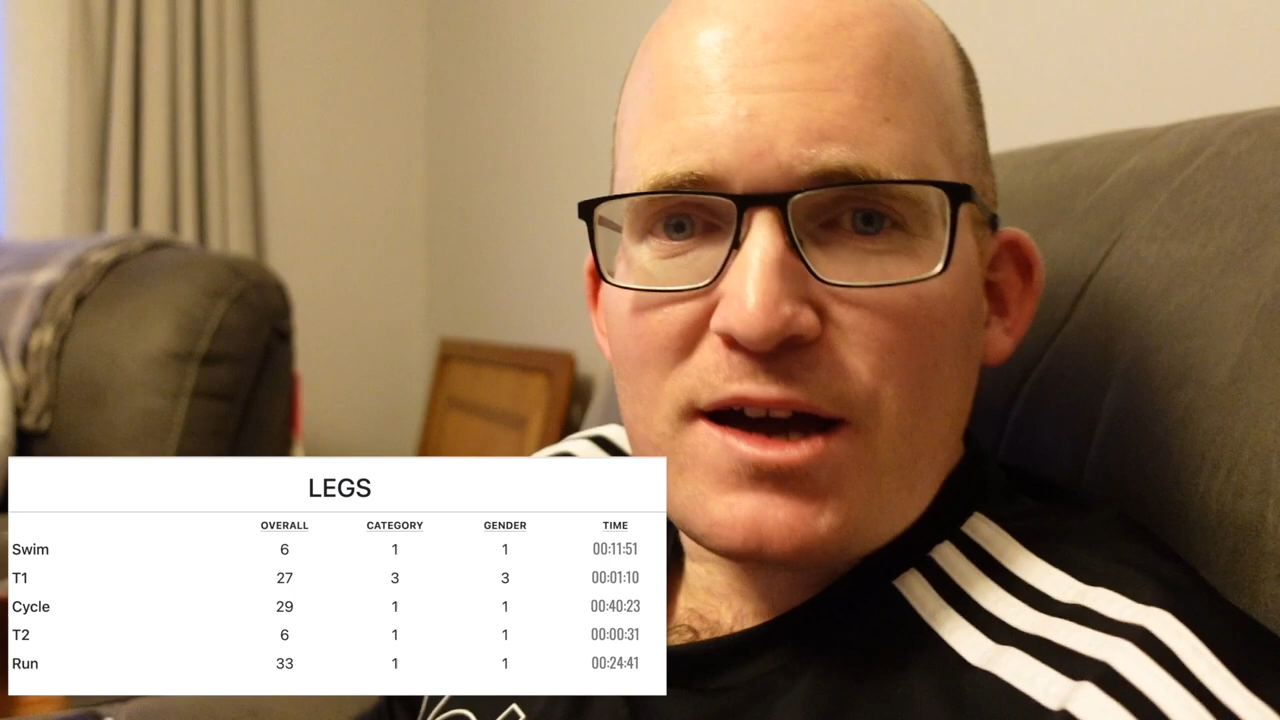 LEGS
OVERALL CATEGORY GENDER TIME
Swim 6 1 1 00:11:51
T1 27 3 3 00:01:10
Cycle 29 1 1 00:40:23
T2 6 1 1 00:00:31
Run 33 1 1 00:24:41